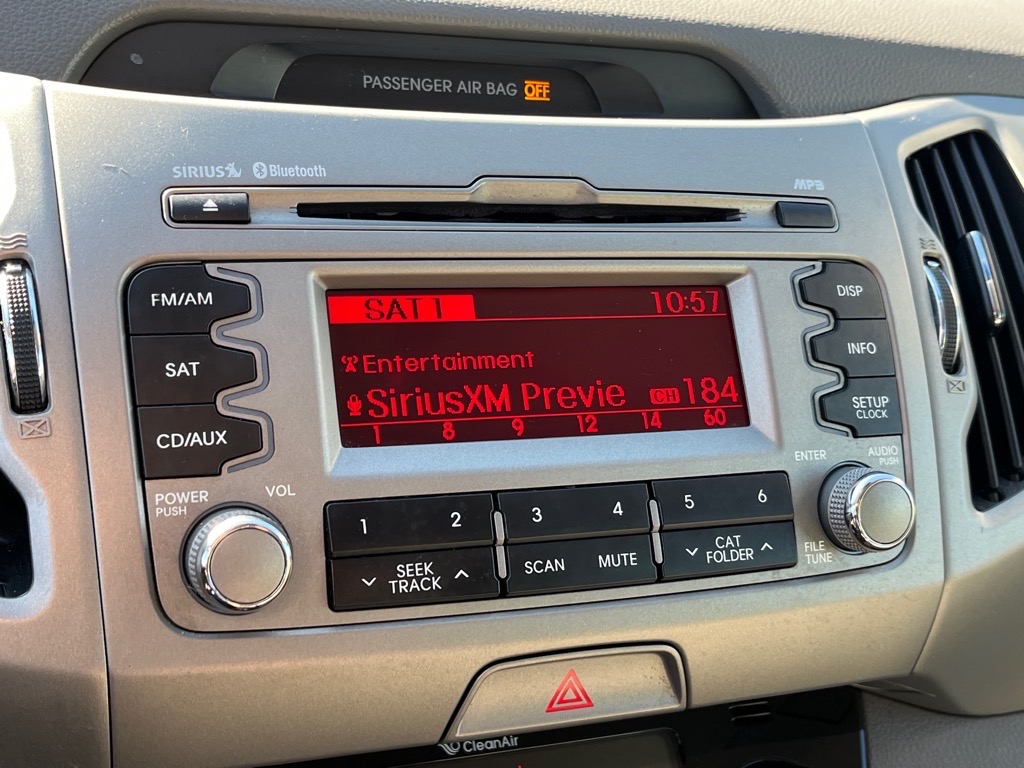 PASSENGER AIR BAG OFF
SIRIUS Bluetooth
MP3
FM/AM
SAT
CD/AUX
SAT1 10:57
Entertainment
SiriusXM Previe CH 184
1 8 9 12 14 60
DISP
INFO
SETUP
CLOCK
POWER
PUSH
VOL
ENTER
AUDIO
PUSH
1 2 3 4 5 6
SEEK
TRACK
SCAN MUTE
CAT
FOLDER
FILE
TUNE
CleanAir